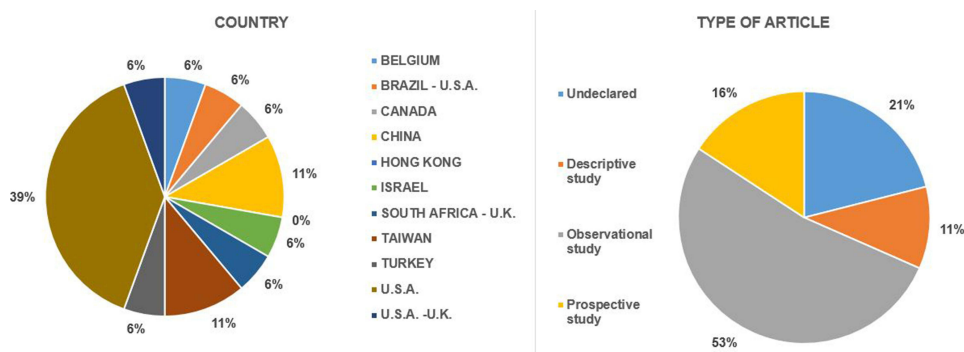 COUNTRY
6%
6%
6%
6%
11%
0%
6%
6%
11%
6%
39%
BELGIUM
BRAZIL - U.S.A.
CANADA
CHINA
HONG KONG
ISRAEL
SOUTH AFRICA - U.K.
TAIWAN
TURKEY
U.S.A.
U.S.A. -U.K.
TYPE OF ARTICLE
Undeclared
Descriptive
study
Observational
study
Prospective
study
16%
21%
11%
53%